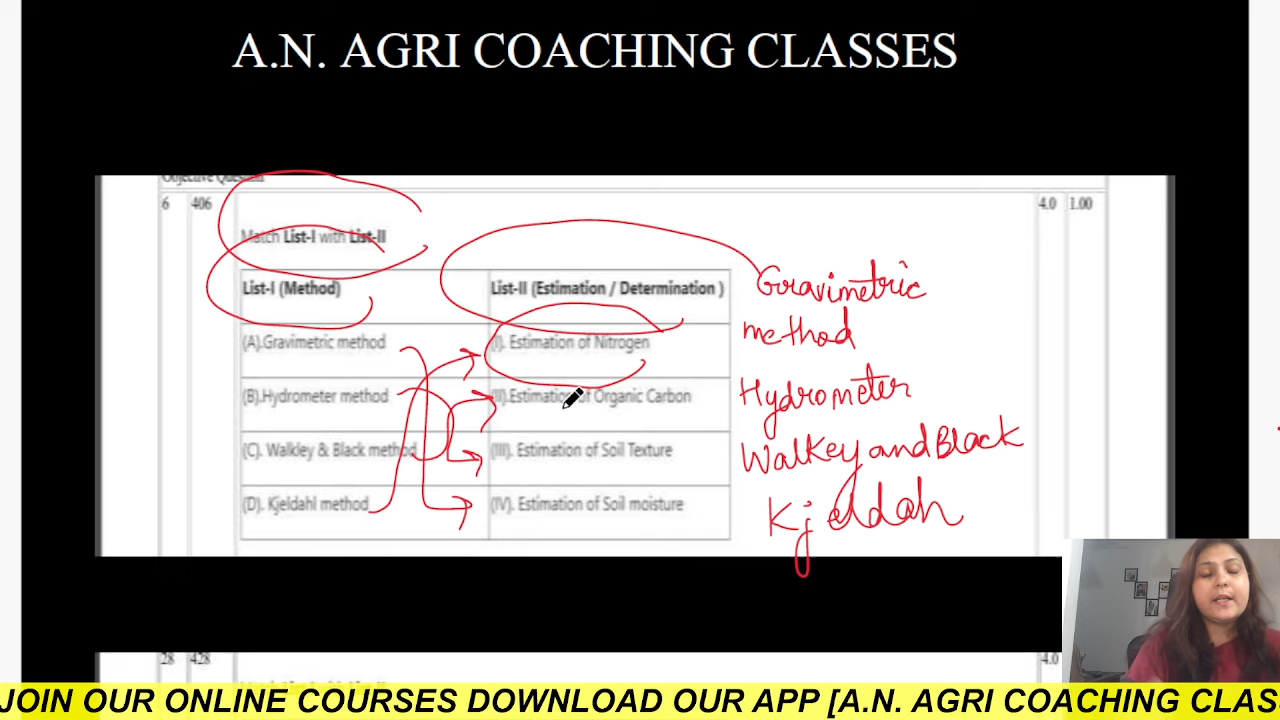 A.N. AGRI COACHING CLASSES
Objective Question
6 406 4.0 1.00
Match List-I with List-II
List-I (Method) List-II (Estimation / Determination )
(A).Gravimetric method (I). Estimation of Nitrogen
(B).Hydrometer method (II).Estimation of Organic Carbon
(C). Walkley & Black method (III). Estimation of Soil Texture
(D). Kjeldahl method (IV). Estimation of Soil moisture
Gravimetric
method
Hydrometer
Walkey and Black
Kjeldah
28 428 4.0
JOIN OUR ONLINE COURSES DOWNLOAD OUR APP [A.N. AGRI COACHING CLAS